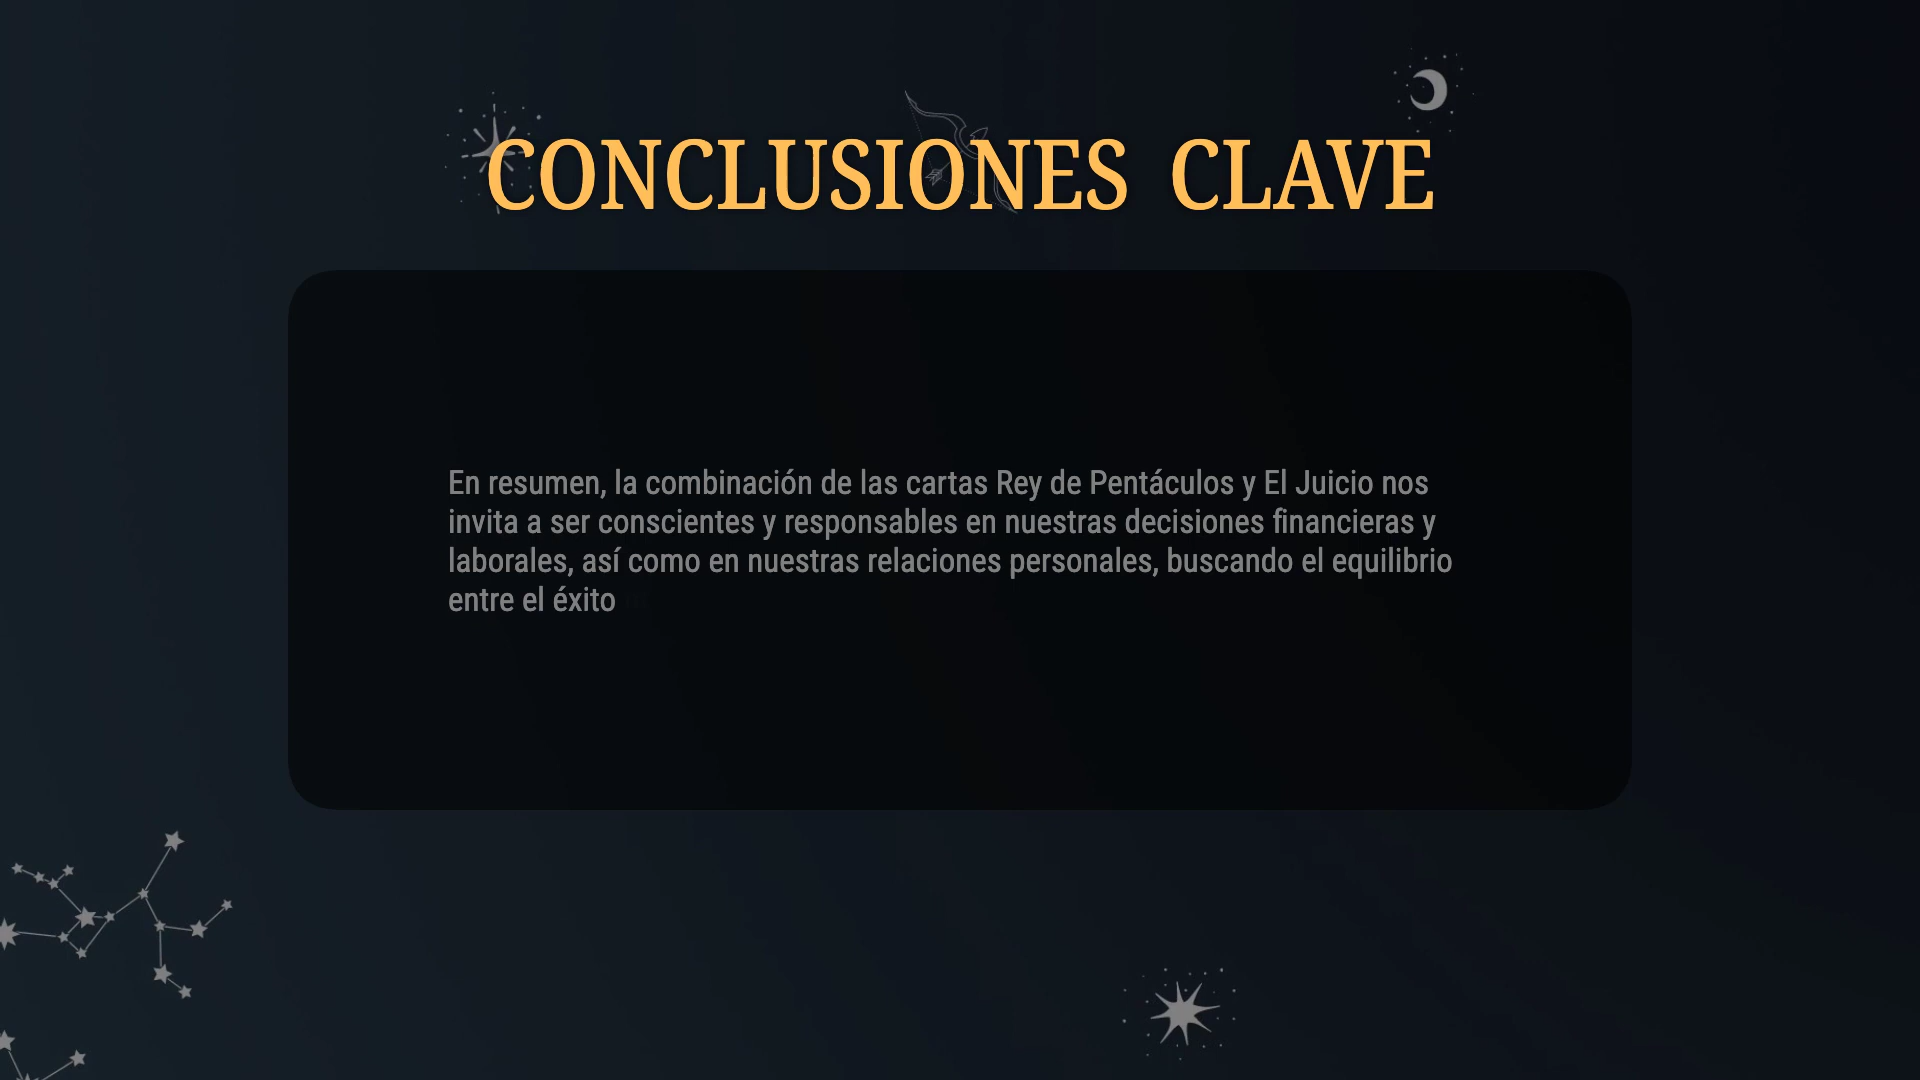 CONCLUSIONES CLAVE
En resumen, la combinación de las cartas Rey de Pentáculos y El Juicio nos
invita a ser conscientes y responsables en nuestras decisiones financieras y
laborales, así como en nuestras relaciones personales, buscando el equilibrio
entre el éxito